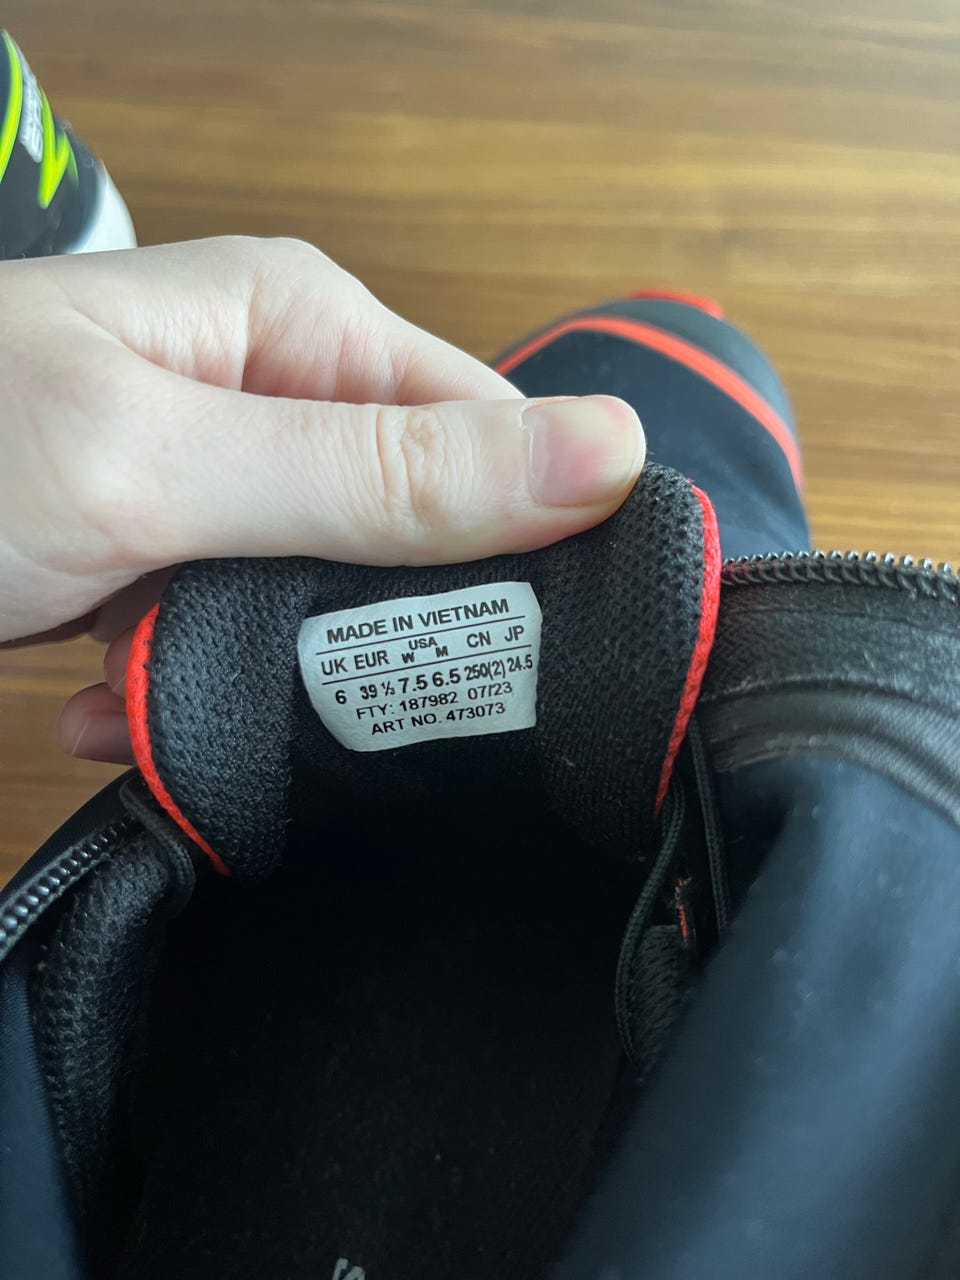 MADE IN VIETNAM
UK EUR USA W M CN JP
6 39 ⅓ 7.5 6.5 250(2) 24.5
FTY: 187982 07/23
ART NO. 473073